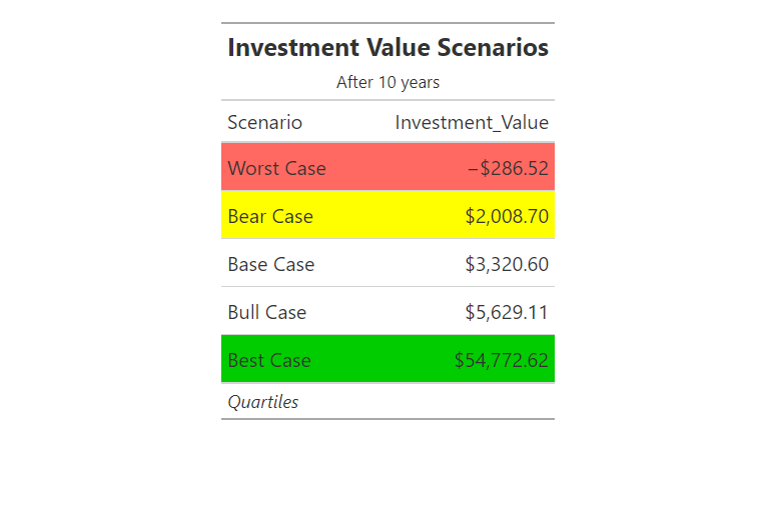 Investment Value Scenarios
After 10 years
Scenario Investment_Value
Worst Case −$286.52
Bear Case $2,008.70
Base Case $3,320.60
Bull Case $5,629.11
Best Case $54,772.62
Quartiles